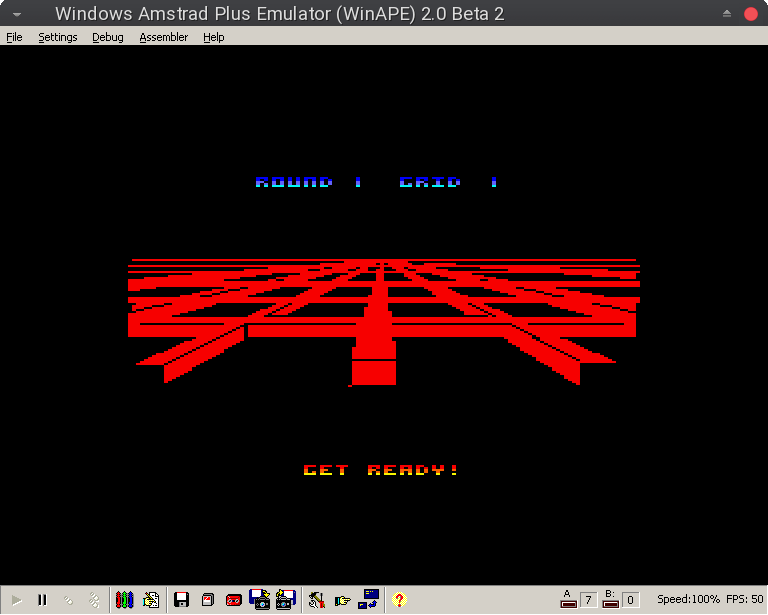 Windows Amstrad Plus Emulator (WinAPE) 2.0 Beta 2
File Settings Debug Assembler Help
ROUND 1 GRID 1
GET READY!
A 7 B: 0 Speed:100% FPS: 50